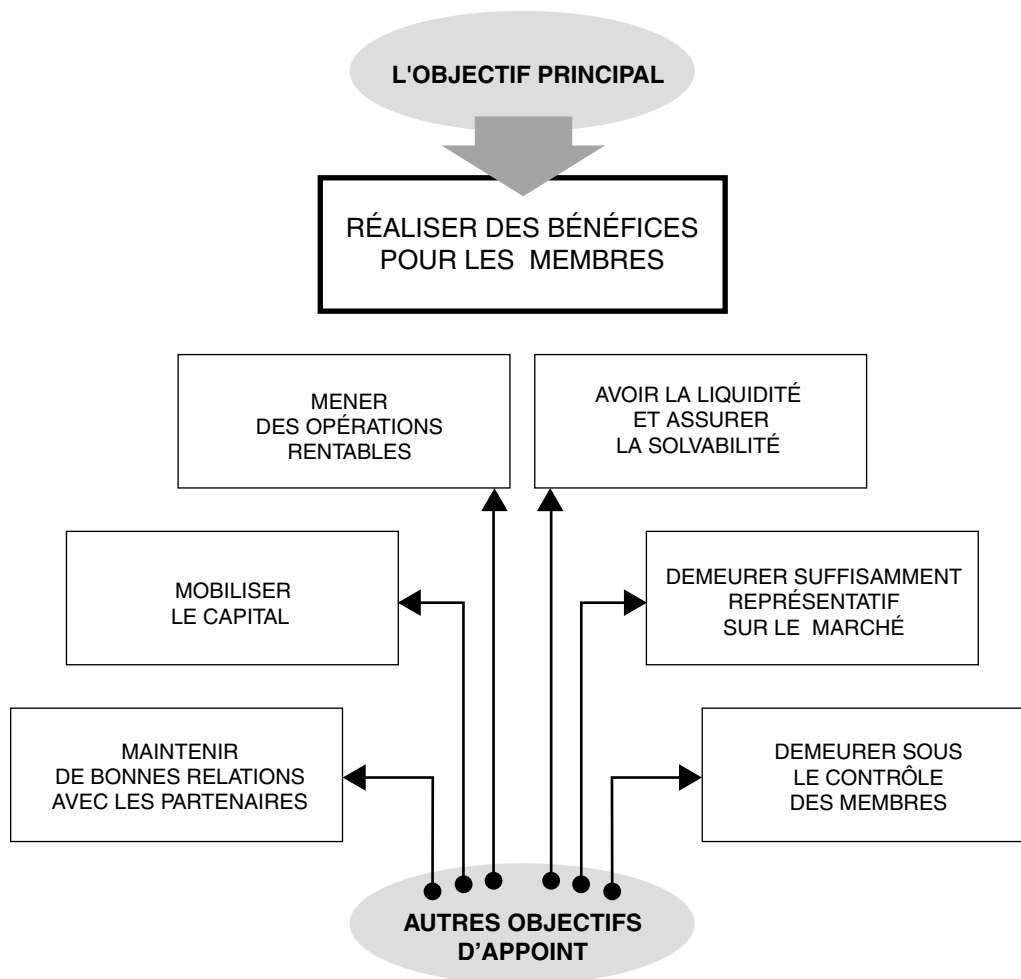 L'OBJECTIF PRINCIPAL
RÉALISER DES BÉNÉFICES
POUR LES MEMBRES
MENER
DES OPÉRATIONS
RENTABLES
AVOIR LA LIQUIDITÉ
ET ASSURER
LA SOLVABILITÉ
MOBILISER
LE CAPITAL
DEMEURER SUFFISAMMENT
REPRÉSENTATIF
SUR LE MARCHÉ
MAINTENIR
DE BONNES RELATIONS
AVEC LES PARTENAIRES
DEMEURER SOUS
LE CONTRÔLE
DES MEMBRES
AUTRES OBJECTIFS
D’APPOINT